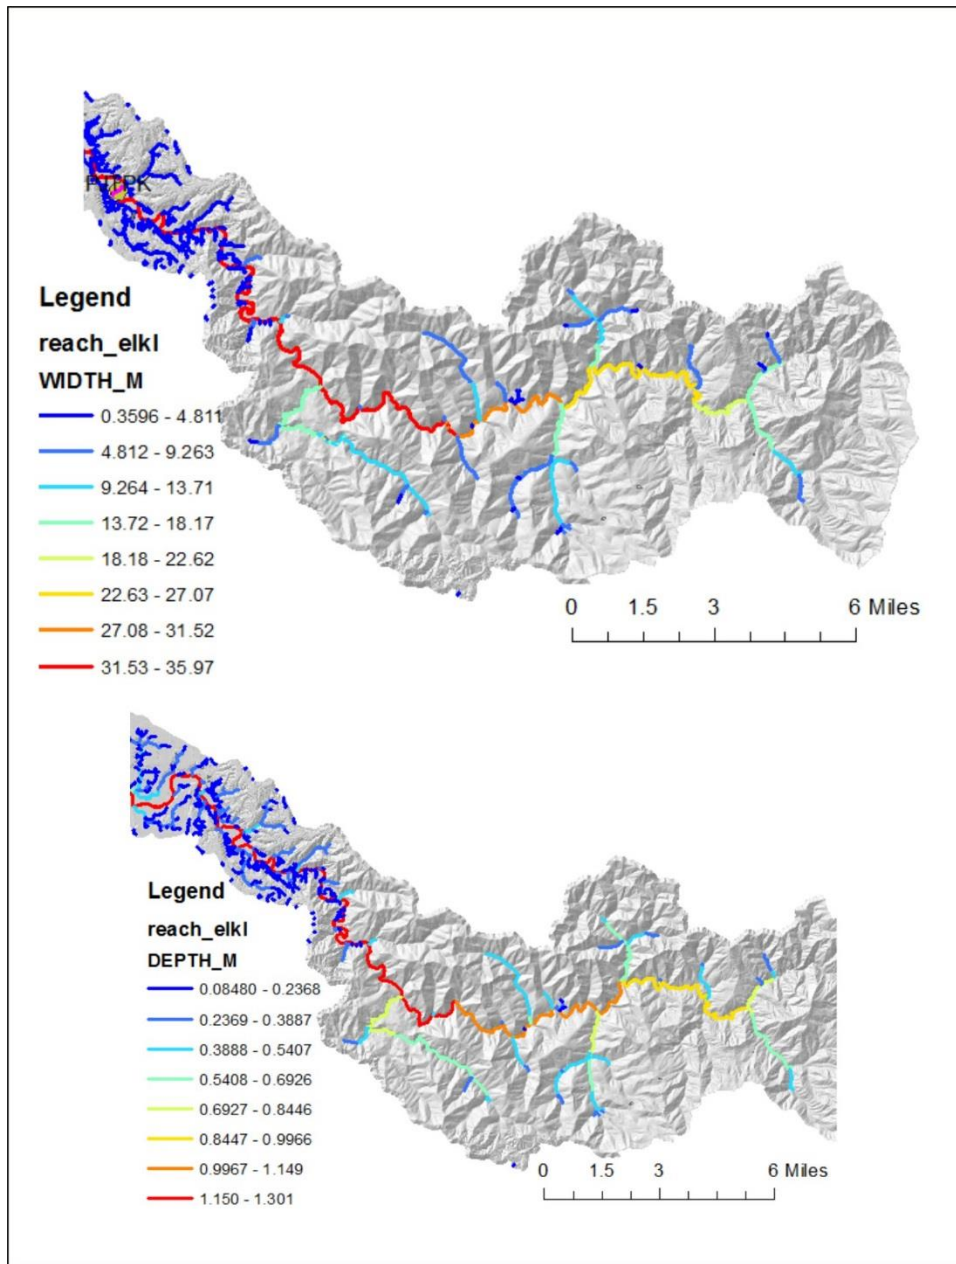 Legend
reach_elkl
WIDTH_M
0.3596 - 4.811
4.812 - 9.263
9.264 - 13.71
13.72 - 18.17
18.18 - 22.62
22.63 - 27.07
27.08 - 31.52
31.53 - 35.97
0 1.5 3 6 Miles
Legend
reach_elkl
DEPTH_M
0.08480 - 0.2368
0.2369 - 0.3887
0.3888 - 0.5407
0.5408 - 0.6926
0.6927 - 0.8446
0.8447 - 0.9966
0.9967 - 1.149
1.150 - 1.301
0 1.5 3 6 Miles